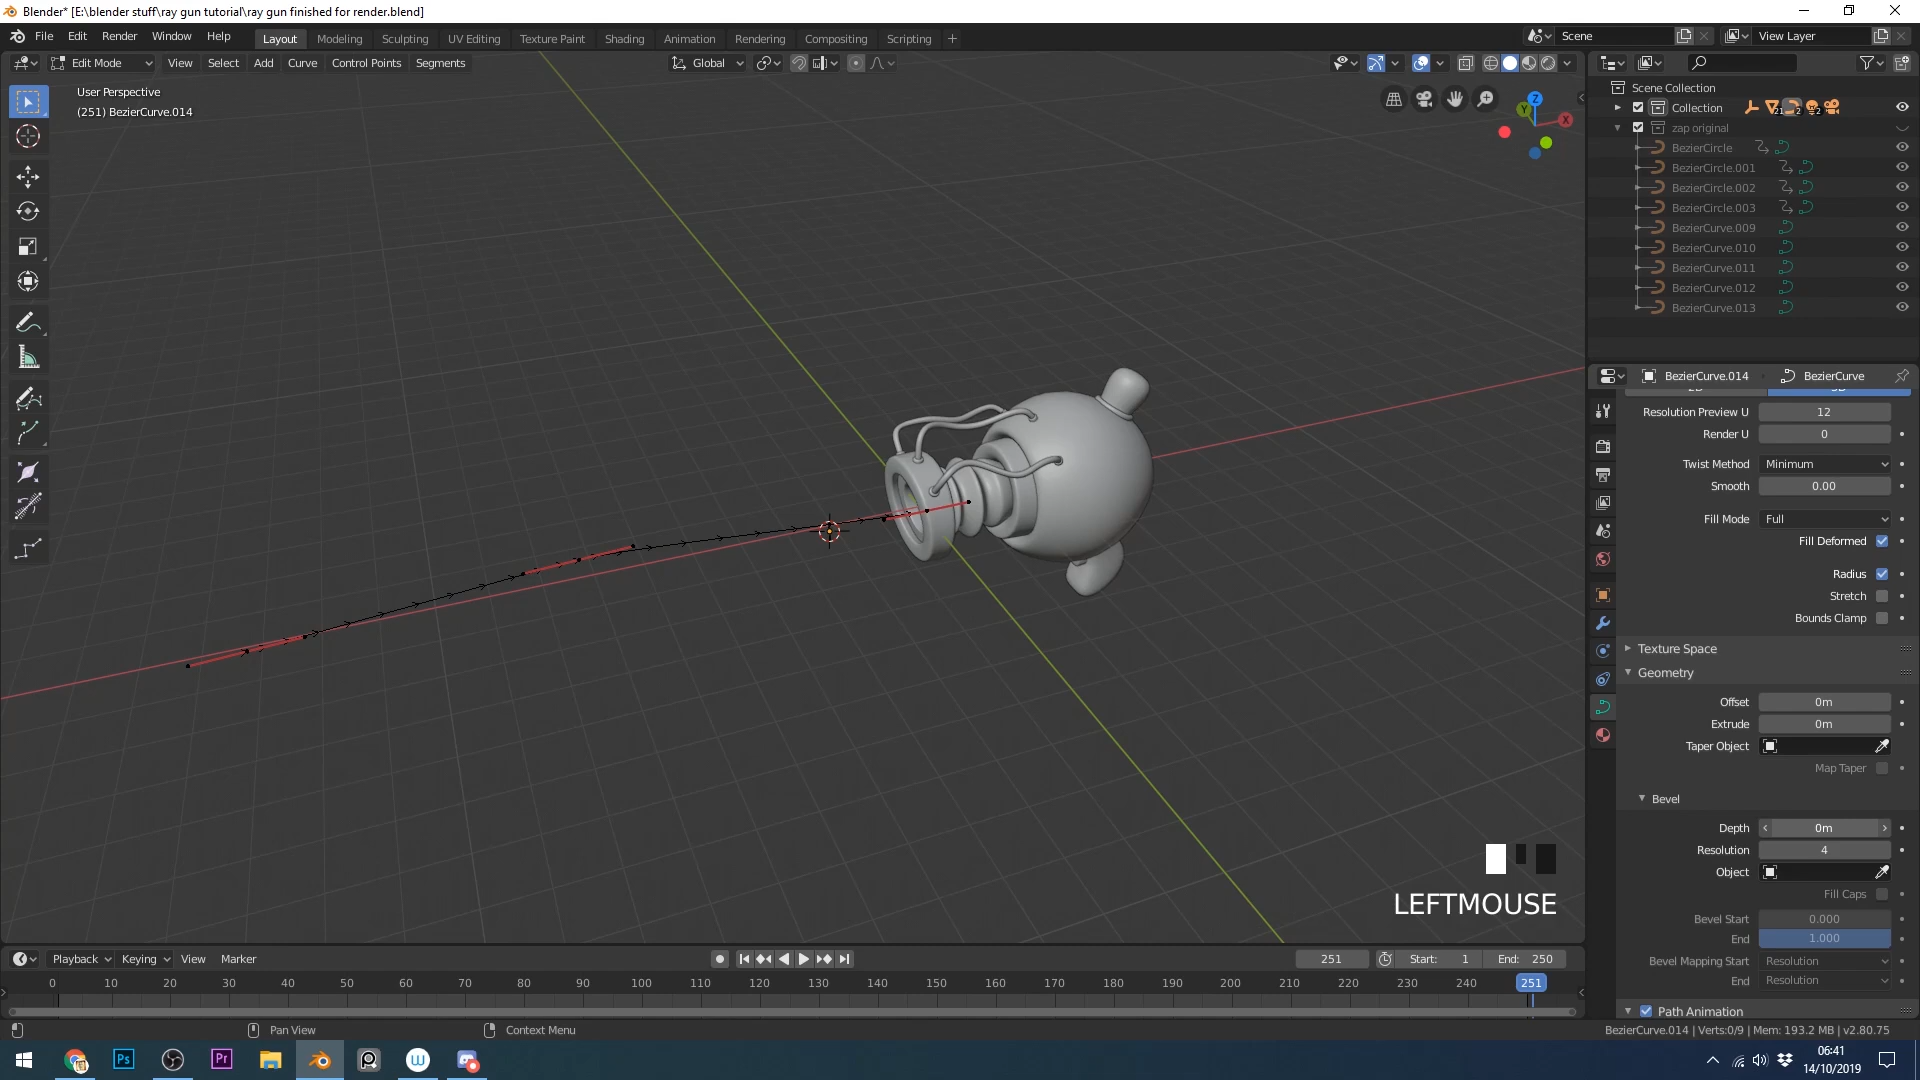 Blender* [E:\blender stuff\ray gun tutorial\ray gun finished for render.blend]
File Edit Render Window Help Layout Modeling Sculpting UV Editing Texture Paint Shading Animation Rendering Compositing Scripting + Scene View Layer
Edit Mode View Select Add Curve Control Points Segments Global
User Perspective
(251) BezierCurve.014
Z
Y
X
Scene Collection
Collection 21 2 2
zap original
BezierCircle
BezierCircle.001
BezierCircle.002
BezierCircle.003
BezierCurve.009
BezierCurve.010
BezierCurve.011
BezierCurve.012
BezierCurve.013
BezierCurve.014 BezierCurve
Resolution Preview U 12
Render U 0
Twist Method Minimum
Smooth 0.00
Fill Mode Full
Fill Deformed
Radius
Stretch
Bounds Clamp
Texture Space
Geometry
Offset 0m
Extrude 0m
Taper Object
Map Taper
Bevel
Depth 0m
Resolution 4
Object
Fill Caps
Bevel Start 0.000
End 1.000
Bevel Mapping Start Resolution
End Resolution
Path Animation
LEFTMOUSE
Playback Keying View Marker 251 Start: 1 End: 250
0 10 20 30 40 50 60 70 80 90 100 110 120 130 140 150 160 170 180 190 200 210 220 230 240 251
Pan View Context Menu BezierCurve.014 | Verts:0/9 | Mem: 193.2 MB | v2.80.75
Ps Pr W
06:41
14/10/2019